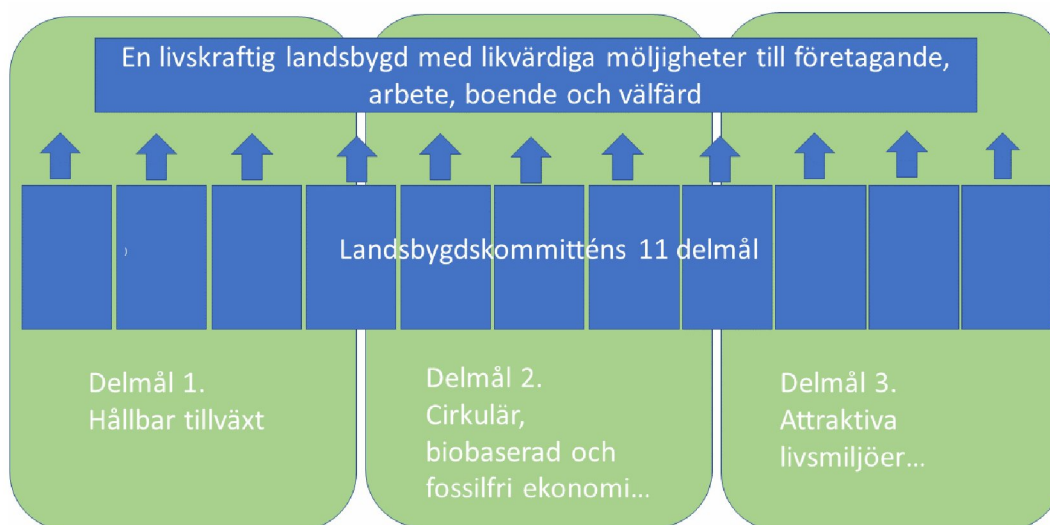 En livskraftig landsbygd med likvärdiga möljigheter till företagande,
arbete, boende och välfärd
)
Landsbygdskommitténs 11 delmål
Delmål 1.
Hållbar tillväxt
Delmål 2.
Cirkulär,
biobaserad och
fossilfri ekonomi...
Delmål 3.
Attraktiva
livsmiljöer...